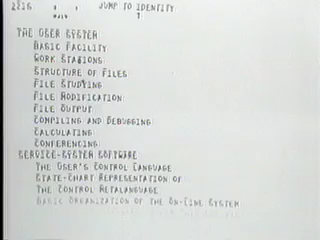 JUMP TO IDENTITY
THE USER SYSTEM
BASIC FACILITY
WORK STATIONS
STRUCTURE OF FILES
FILE STUDYING
FILE MODIFICATION
FILE OUTPUT
COMPILING AND DEBUGGING
CALCULATING
CONFERENCING
SERVICE-SYSTEM SOFTWARE
THE USER'S CONTROL LANGUAGE
STATE-CHART REPRESENTATION OF
THE CONTROL METALANGUAGE
BASIC ORGANIZATION OF THE ON-LINE SYSTEM